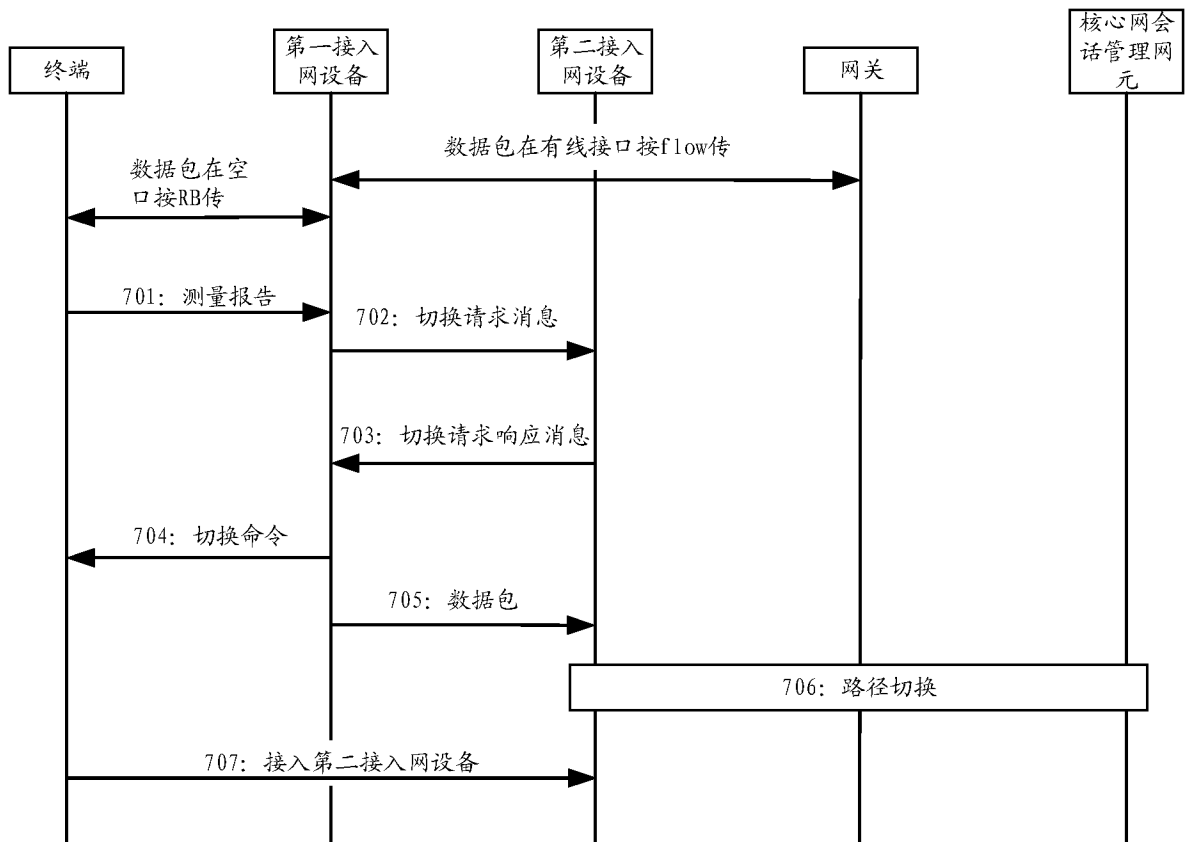 终端
第一接入
网设备
第二接入
网设备
网关
核心网会
话管理网
元
数据包在有线接口按flow传
数据包在空
口按RB传
701：测量报告
702：切换请求消息
703：切换请求响应消息
704：切换命令
705：数据包
706：路径切换
707：接入第二接入网设备